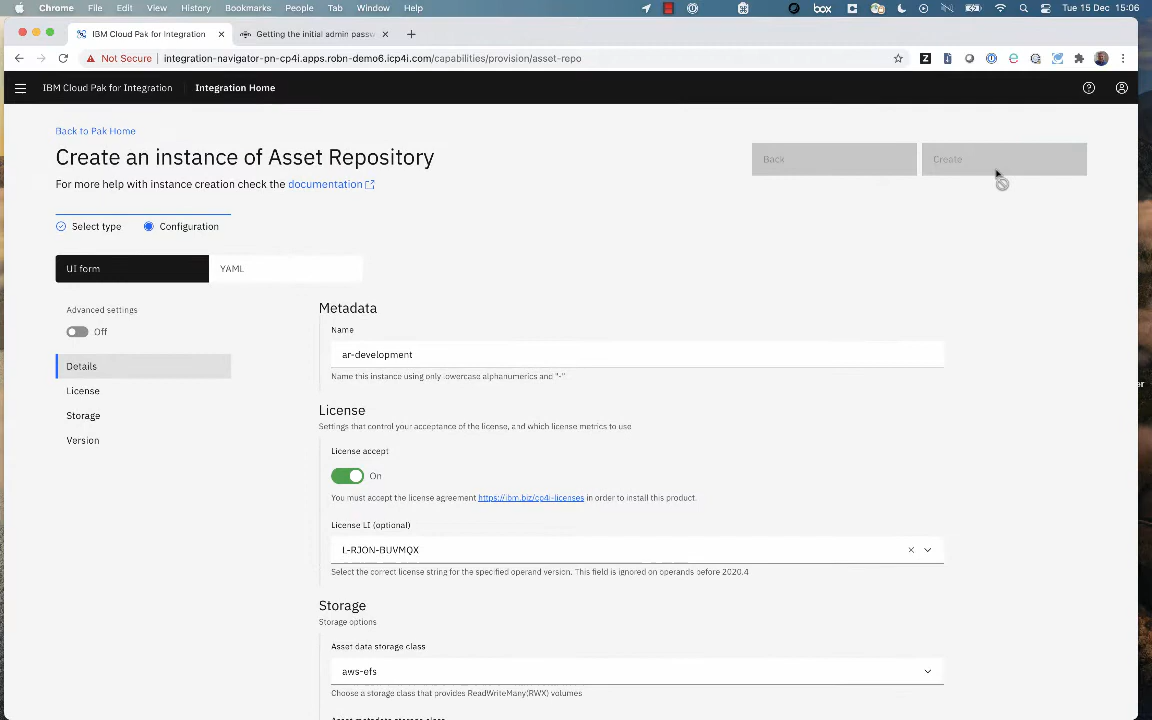 Chrome File Edit View History Bookmarks People Tab Window Help
box
Tue 15 Dec 15:06
IBM Cloud Pak for Integration
Getting the initial admin passw
Not Secure
integration-navigator-pn-cp4i.apps.robn-demo6.icp4i.com/capabilities/provision/asset-repo
IBM Cloud Pak for Integration
Integration Home
Back to Pak Home
Create an instance of Asset Repository
For more help with instance creation check the documentation
Back
Create
Select type
Configuration
UI form
YAML
Advanced settings
Off
Details
License
Storage
Version
Metadata
Name
ar-development
Name this instance using only lowercase alphanumerics and "-"
License
Settings that control your acceptance of the license, and which license metrics to use
License accept
On
You must accept the license agreement https://ibm.biz/cp4i-licenses in order to install this product.
License LI (optional)
L-RJON-BUVMQX
Select the correct license string for the specified operand version. This field is ignored on operands before 2020.4
Storage
Storage options
Asset data storage class
aws-efs
Choose a storage class that provides ReadWriteMany(RWX) volumes
er